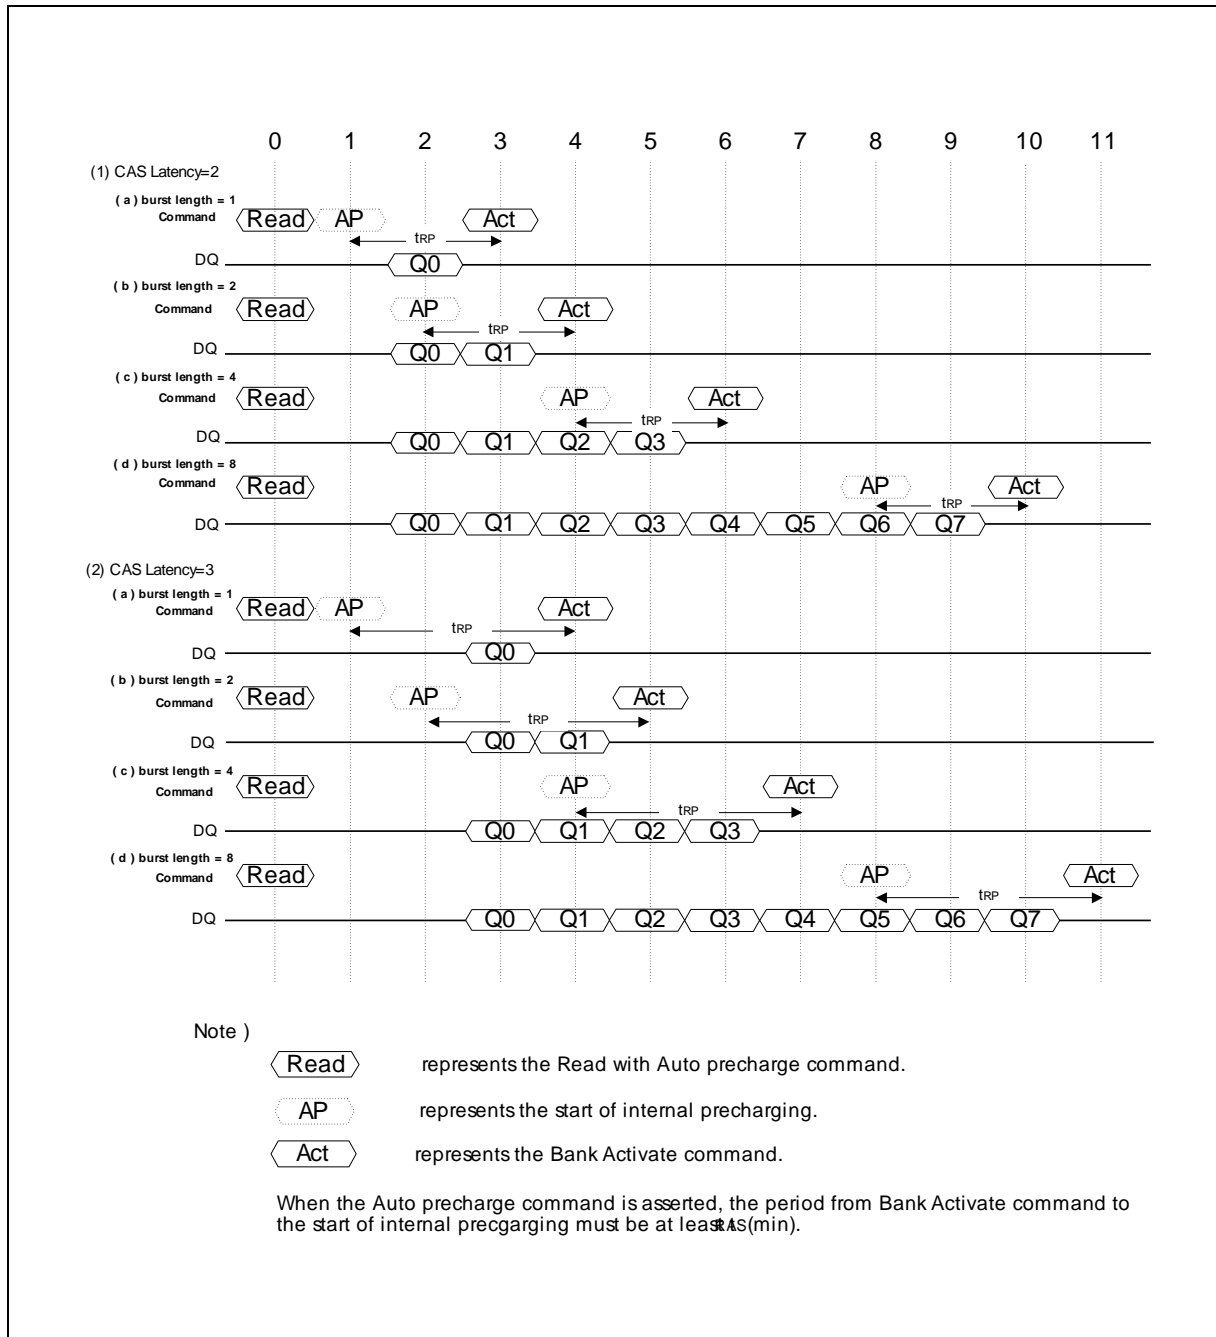 0 1 2 3 4 5 6 7 8 9 10 11
(1) CAS Latency=2
( a ) burst length = 1
Command Read AP Act
tRP
DQ Q0
( b ) burst length = 2
Command Read AP Act
tRP
DQ Q0 Q1
( c ) burst length = 4
Command Read AP Act
tRP
DQ Q0 Q1 Q2 Q3
( d ) burst length = 8
Command Read AP Act
tRP
DQ Q0 Q1 Q2 Q3 Q4 Q5 Q6 Q7
(2) CAS Latency=3
( a ) burst length = 1
Command Read AP Act
tRP
DQ Q0
( b ) burst length = 2
Command Read AP Act
tRP
DQ Q0 Q1
( c ) burst length = 4
Command Read AP Act
tRP
DQ Q0 Q1 Q2 Q3
( d ) burst length = 8
Command Read AP Act
tRP
DQ Q0 Q1 Q2 Q3 Q4 Q5 Q6 Q7
Note )
Read represents the Read with Auto precharge command.
AP represents the start of internal precharging.
Act represents the Bank Activate command.
When the Auto precharge command is asserted, the period from Bank Activate command to
the start of internal precgarging must be at least tRAS(min).